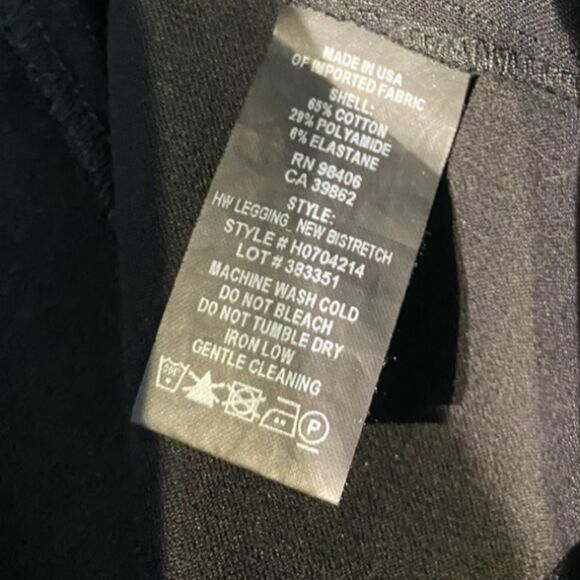 MADE IN USA
OF IMPORTED FABRIC
SHELL:
65% COTTON
29% POLYAMIDE
6% ELASTANE
RN 98406
CA 39862
STYLE:
HW LEGGING_ NEW BISTRETCH
STYLE # H0704214
LOT # 383351
MACHINE WASH COLD
DO NOT BLEACH
DO NOT TUMBLE DRY
IRON LOW
GENTLE CLEANING
P